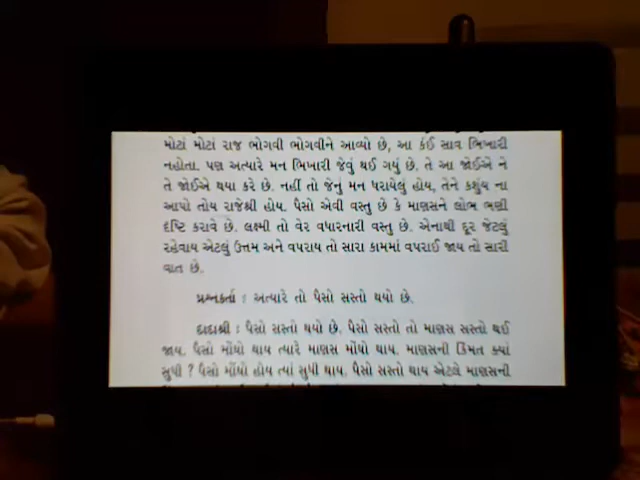 મોટાં મોટાં રાજ ભોગવી ભોગવીને આવ્યો છે, આ કંઈ સાવ ભિખારી
નહોતા. પણ અત્યારે મન ભિખારી જેવું થઈ ગયું છે. તે આ જોઈએ ને
તે જોઈએ થયા કરે છે. નહીં તો જેનું મન ધરાયેલું હોય, તેને કશુંય ના
આપો તોય રાજેશ્રી હોય. પૈસો એવી વસ્તુ છે કે માણસને લોભ ભણી
દષ્ટિ કરાવે છે. લક્ષ્મી તો વેર વધારનારી વસ્તુ છે. એનાથી દૂર જેટલું
રહેવાય એટલું ઉત્તમ અને વપરાય તો સારા કામમાં વપરાઈ જાય તો સારી
વાત છે.
પ્રશ્નકર્તા : અત્યારે તો પૈસો સસ્તો થયો છે.
દાદાશ્રી : પૈસો સસ્તો થયો છે. પૈસો સસ્તો તો માણસ સસ્તો થઈ
જાય. પૈસો મોંઘો થાય ત્યારે માણસ મોંઘો થાય. માણસની કિંમત ક્યાં
સુધી ? પૈસો મોંઘો હોય ત્યાં સુધી થાય. પૈસો સસ્તો થાય એટલે માણસની